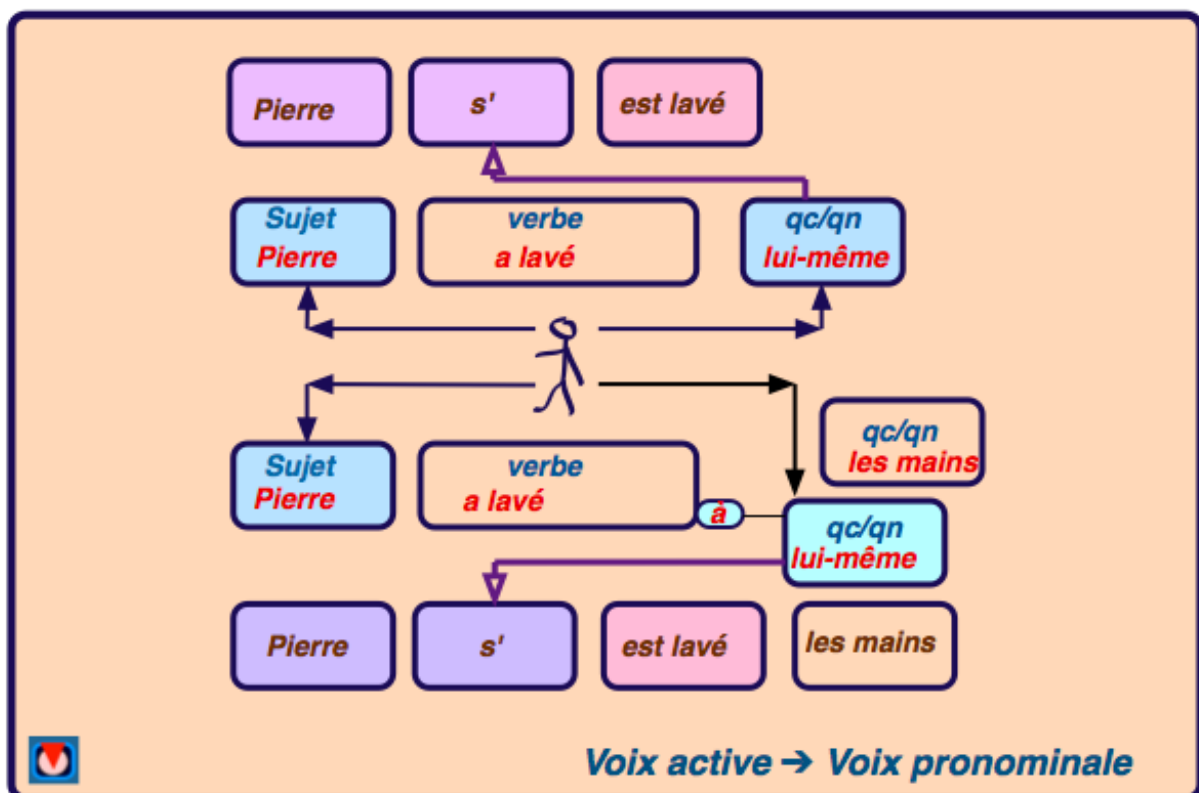 Pierre s' est lavé
Sujet verbe qc/qn
Pierre a lavé lui-même
qc/qn
les mains
Sujet verbe
Pierre a lavé
à
qc/qn
lui-même
Pierre s' est lavé les mains
Voix active ➔ Voix pronominale